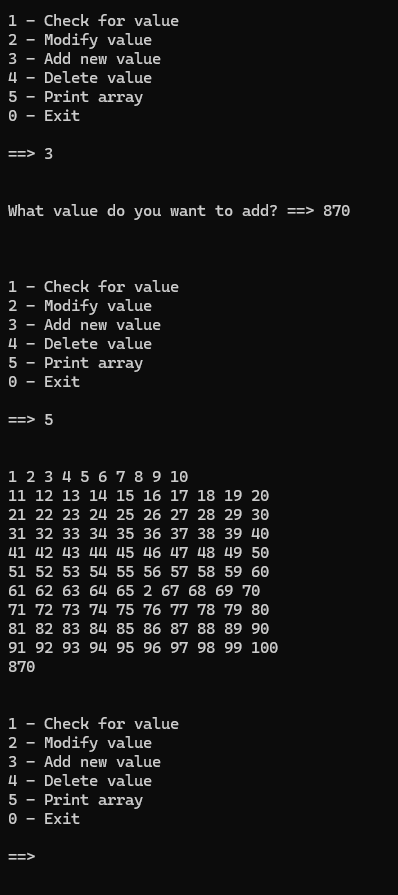 1 – Check for value
2 – Modify value
3 – Add new value
4 – Delete value
5 – Print array
0 – Exit
==> 3
What value do you want to add? ==> 870
1 – Check for value
2 – Modify value
3 – Add new value
4 – Delete value
5 – Print array
0 – Exit
==> 5
1 2 3 4 5 6 7 8 9 10
11 12 13 14 15 16 17 18 19 20
21 22 23 24 25 26 27 28 29 30
31 32 33 34 35 36 37 38 39 40
41 42 43 44 45 46 47 48 49 50
51 52 53 54 55 56 57 58 59 60
61 62 63 64 65 2 67 68 69 70
71 72 73 74 75 76 77 78 79 80
81 82 83 84 85 86 87 88 89 90
91 92 93 94 95 96 97 98 99 100
870
1 – Check for value
2 – Modify value
3 – Add new value
4 – Delete value
5 – Print array
0 – Exit
==>